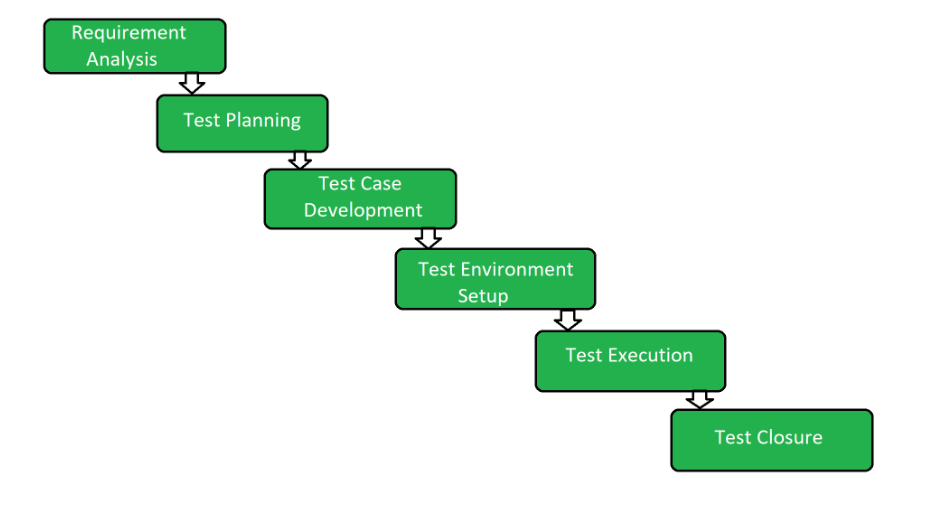 Requirement
Analysis
Test Planning
Test Case
Development
Test Environment
Setup
Test Execution
Test Closure